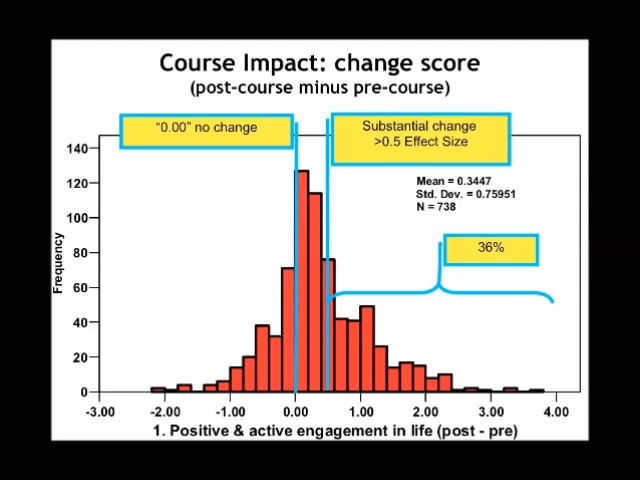 Course Impact: change score
(post-course minus pre-course)
"0.00" no change
Substantial change
>0.5 Effect Size
Mean = 0.3447
Std. Dev. = 0.75951
N = 738
36%
Frequency
140
120
100
80
60
40
20
0
-3.00 -2.00 -1.00 0.00 1.00 2.00 3.00 4.00
1. Positive & active engagement in life (post - pre)